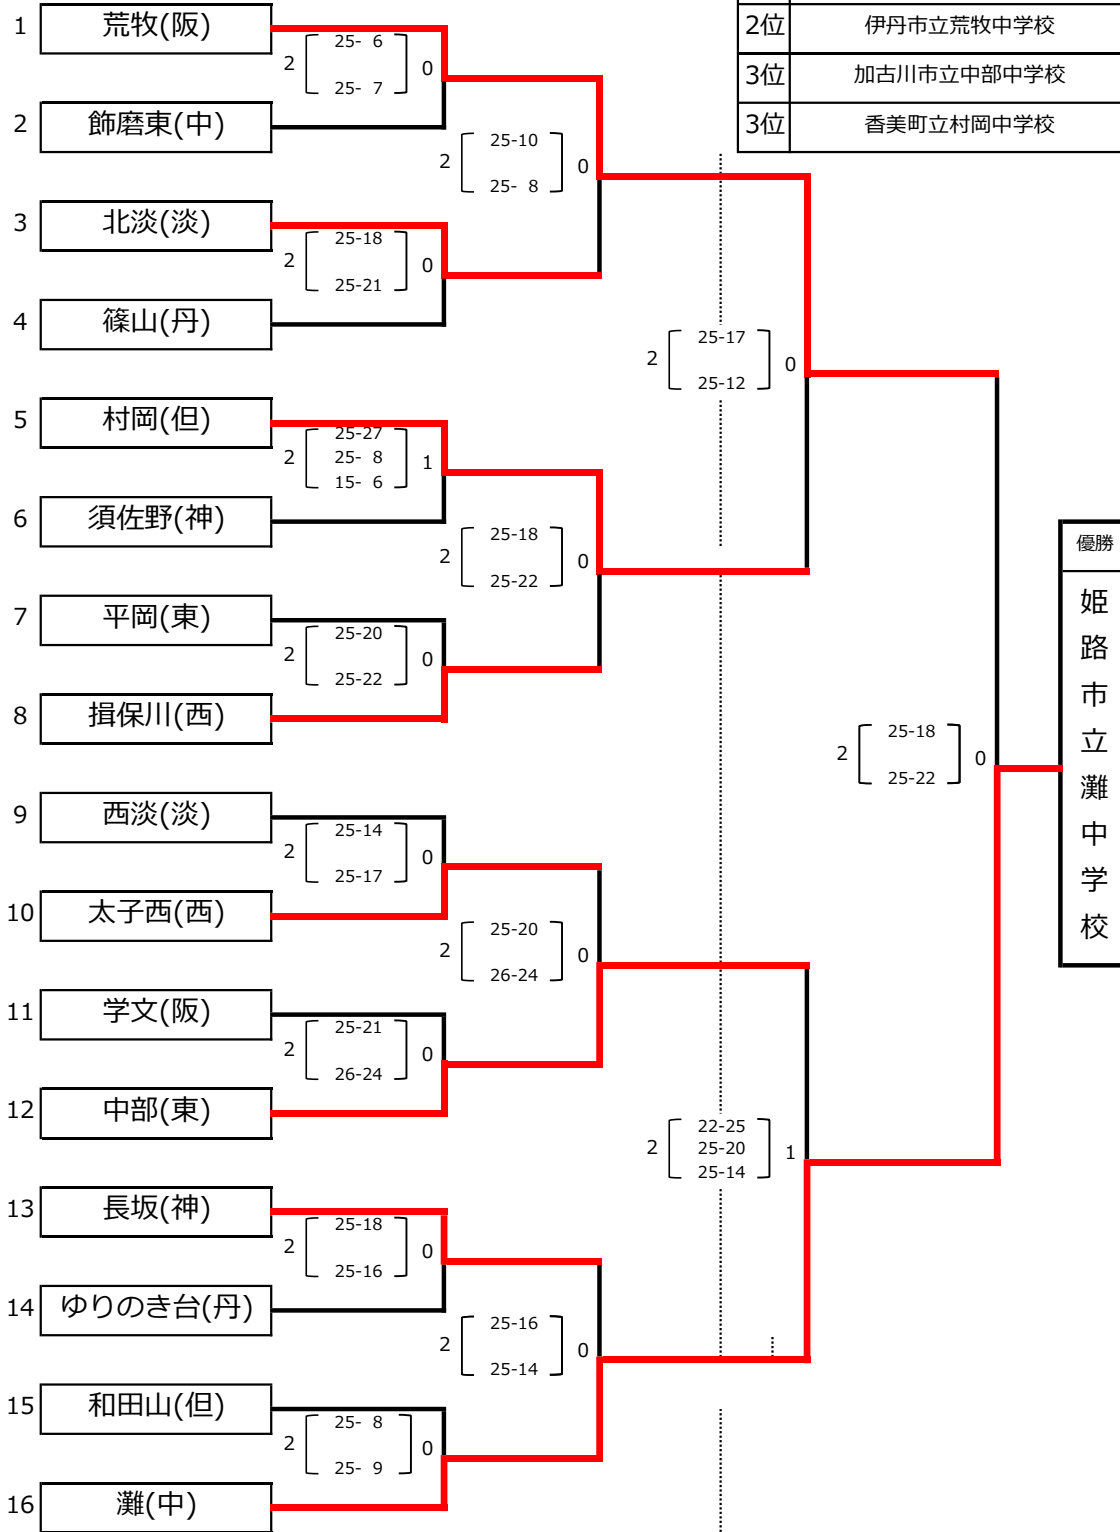 2位 伊丹市立荒牧中学校
3位 加古川市立中部中学校
3位 香美町立村岡中学校
1 荒牧(阪)
25- 6
2 0
25- 7
2 飾磨東(中)
25-10
2 0
25- 8
3 北淡(淡)
25-18
2 0
25-21
4 篠山(丹)
25-17
2 0
25-12
5 村岡(但)
25-27
2 25- 8 1
15- 6
6 須佐野(神)
25-18
2 0
25-22
7 平岡(東)
25-20
2 0
25-22
8 揖保川(西)
25-18
2 0
25-22
優勝
姫路市立灘中学校
9 西淡(淡)
25-14
2 0
25-17
10 太子西(西)
25-20
2 0
26-24
11 学文(阪)
25-21
2 0
26-24
12 中部(東)
22-25
2 25-20 1
25-14
13 長坂(神)
25-18
2 0
25-16
14 ゆりのき台(丹)
25-16
2 0
25-14
15 和田山(但)
25- 8
2 0
25- 9
16 灘(中)